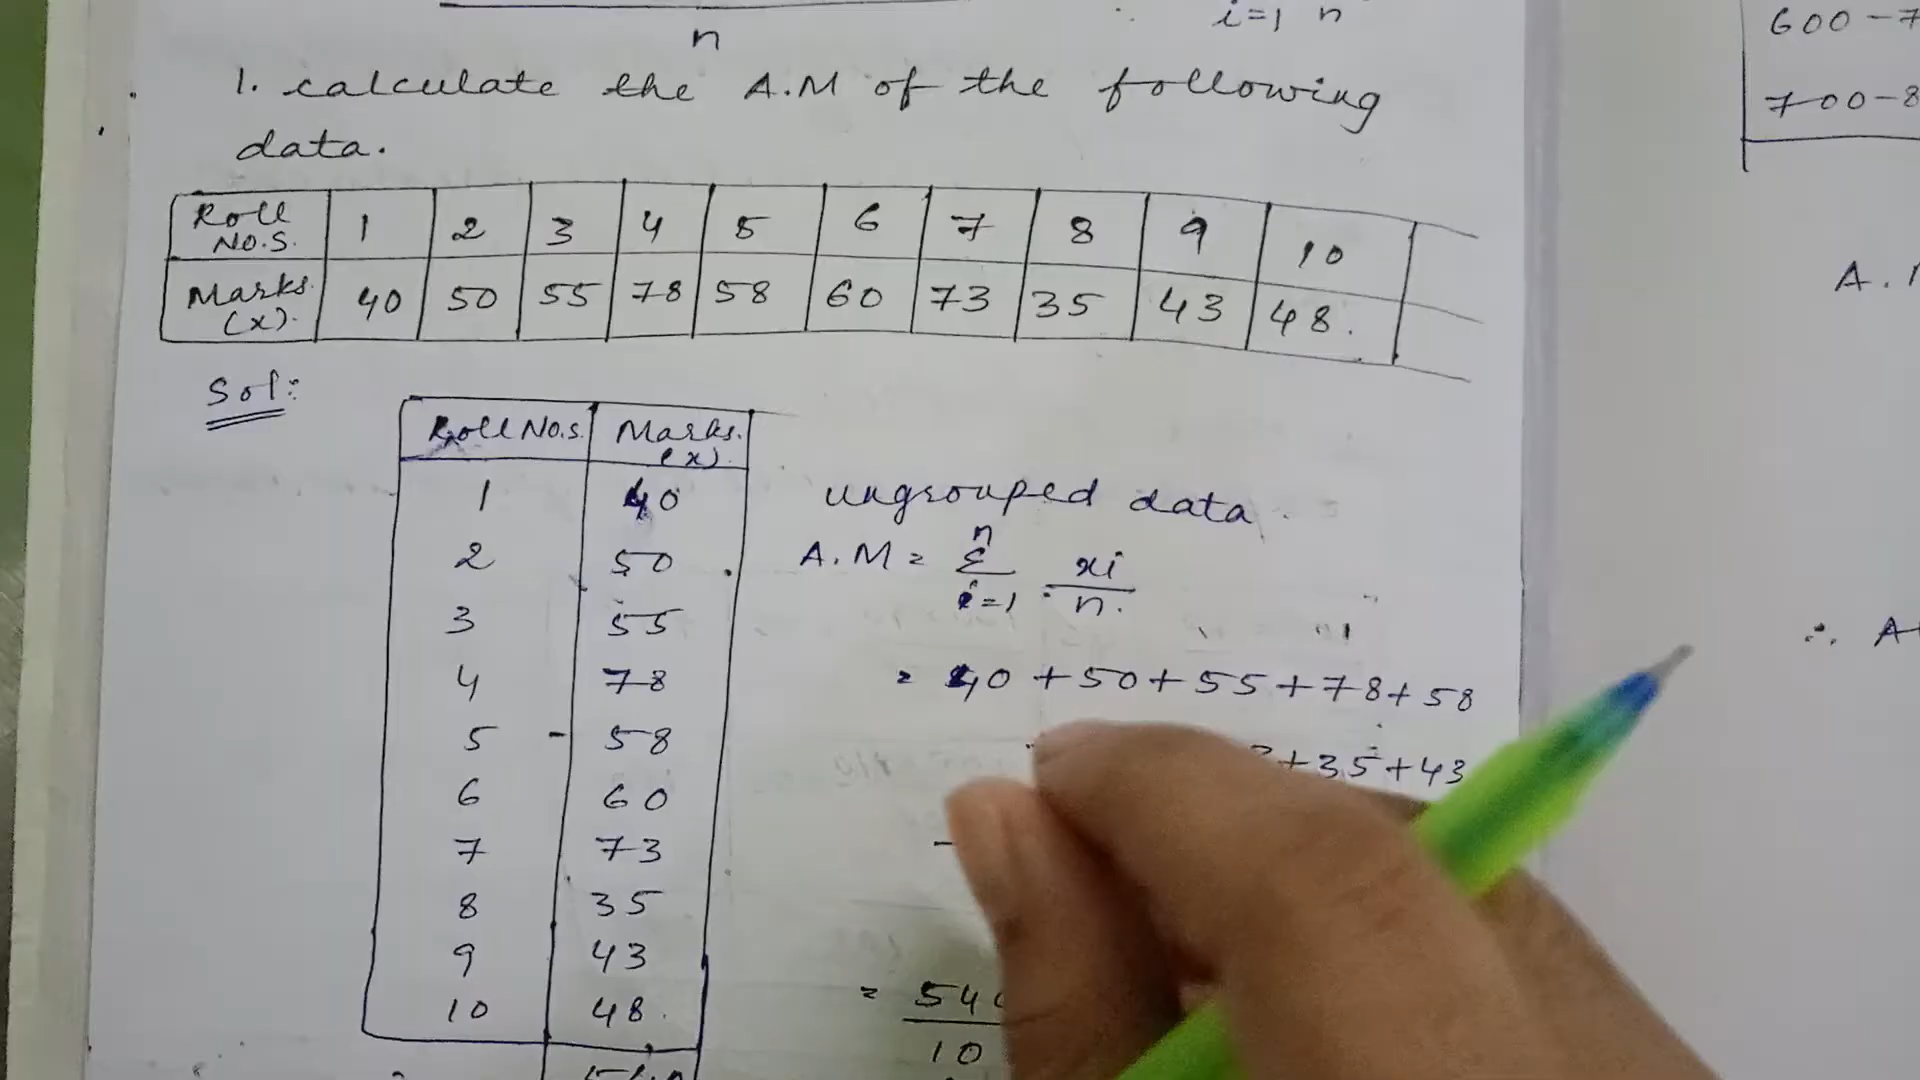 n
i=1 n
1. calculate the A.M of the following
data.
Roll No.s. 1 2 3 4 5 6 7 8 9 10
Marks. (x). 40 50 55 78 58 60 73 35 43 48.
Sol:
Roll No.s. Marks. (x)
1 40
2 50
3 55
4 78
5 - 58
6 60
7 73
8 35
9 43
10 48.
ungrouped data.
n
A.M = Σ xi
i=1 n.
= 40 + 50 + 55 + 78 + 58
+35+43
= 54
10
600-7
700-8
A.
∴ A